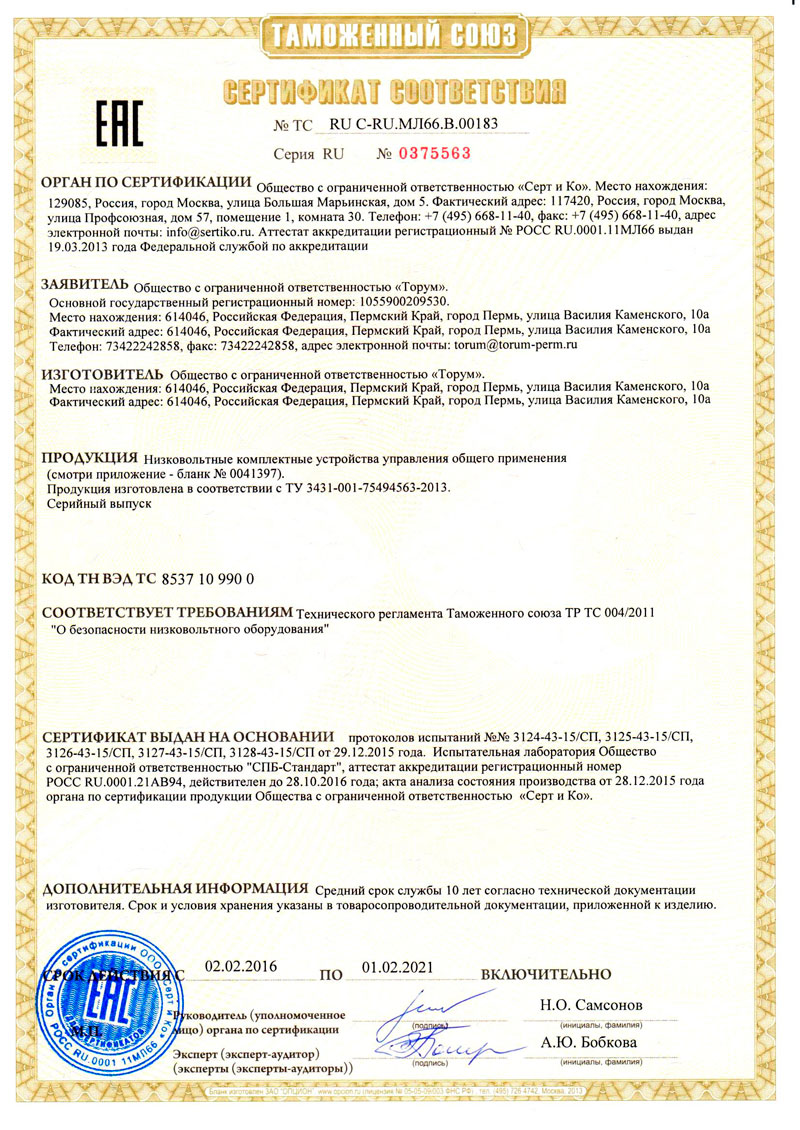 ТАМОЖЕННЫЙ СОЮЗ
СЕРТИФИКАТ СООТВЕТСТВИЯ
ЕАС
№ ТС RU С-RU.МЛ66.В.00183
Серия RU № 0375563
ОРГАН ПО СЕРТИФИКАЦИИ Общество с ограниченной ответственностью «Серт и Ко». Место нахождения:
129085, Россия, город Москва, улица Большая Марьинская, дом 5. Фактический адрес: 117420, Россия, город Москва,
улица Профсоюзная, дом 57, помещение 1, комната 30. Телефон: +7 (495) 668-11-40, факс: +7 (495) 668-11-40, адрес
электронной почты: info@sertiko.ru. Аттестат аккредитации регистрационный № РОСС RU.0001.11МЛ66 выдан
19.03.2013 года Федеральной службой по аккредитации
ЗАЯВИТЕЛЬ Общество с ограниченной ответственностью «Торум».
Основной государственный регистрационный номер: 1055900209530.
Место нахождения: 614046, Российская Федерация, Пермский Край, город Пермь, улица Василия Каменского, 10а
Фактический адрес: 614046, Российская Федерация, Пермский Край, город Пермь, улица Василия Каменского, 10а
Телефон: 73422242858, факс: 73422242858, адрес электронной почты: torum@torum-perm.ru
ИЗГОТОВИТЕЛЬ Общество с ограниченной ответственностью «Торум».
Место нахождения: 614046, Российская Федерация, Пермский Край, город Пермь, улица Василия Каменского, 10а
Фактический адрес: 614046, Российская Федерация, Пермский Край, город Пермь, улица Василия Каменского, 10а
ПРОДУКЦИЯ Низковольтные комплектные устройства управления общего применения
(смотри приложение - бланк № 0041397).
Продукция изготовлена в соответствии с ТУ 3431-001-75494563-2013.
Серийный выпуск
КОД ТН ВЭД ТС 8537 10 990 0
СООТВЕТСТВУЕТ ТРЕБОВАНИЯМ Технического регламента Таможенного союза ТР ТС 004/2011
"О безопасности низковольтного оборудования"
СЕРТИФИКАТ ВЫДАН НА ОСНОВАНИИ протоколов испытаний №№ 3124-43-15/СП, 3125-43-15/СП,
3126-43-15/СП, 3127-43-15/СП, 3128-43-15/СП от 29.12.2015 года. Испытательная лаборатория Общество
с ограниченной ответственностью "СПБ-Стандарт", аттестат аккредитации регистрационный номер
РОСС RU.0001.21АВ94, действителен до 28.10.2016 года; акта анализа состояния производства от 28.12.2015 года
органа по сертификации продукции Общества с ограниченной ответственностью «Серт и Ко».
ДОПОЛНИТЕЛЬНАЯ ИНФОРМАЦИЯ Средний срок службы 10 лет согласно технической документации
изготовителя. Срок и условия хранения указаны в товаросопроводительной документации, приложенной к изделию.
СРОК ДЕЙСТВИЯ С 02.02.2016 ПО 01.02.2021 ВКЛЮЧИТЕЛЬНО
Орган по сертификации ООО «Серт и Ко»
РОСС RU.0001 11МЛ66
ЕАС
СЕРТИФИКАТОВ
М.П.
Руководитель (уполномоченное
лицо) органа по сертификации
(подпись)
Н.О. Самсонов
(инициалы, фамилия)
Эксперт (эксперт-аудитор)
(эксперты (эксперты-аудиторы))
(подпись)
А.Ю. Бобкова
(инициалы, фамилия)
Бланк изготовлен ЗАО "ОПЦИОН" www.opcion.ru (лицензия № 05-05-09/003 ФНС РФ), тел. (495) 726 4742, Москва, 2013